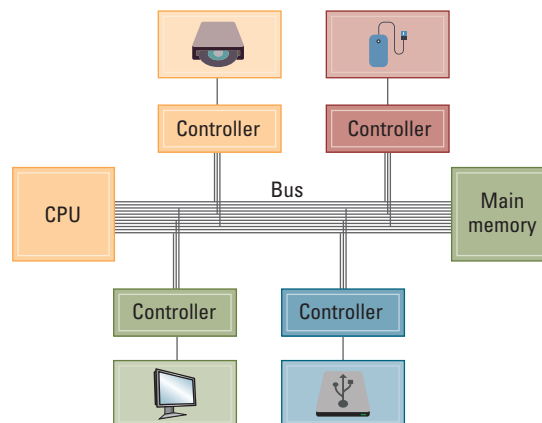 Controller
Controller
Bus
CPU
Main
memory
Controller
Controller